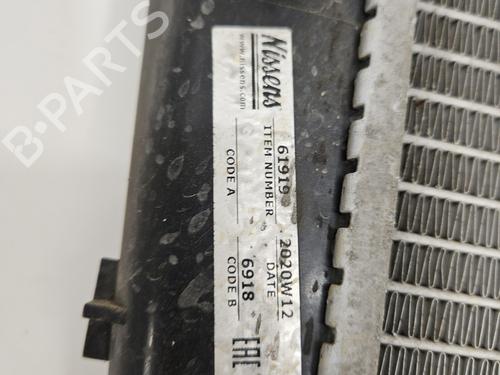 Nissens
www.nissens.com
61919
ITEM NUMBER
2020W12
DATE
CODE A
6918
CODE B
EAC
B-PARTS